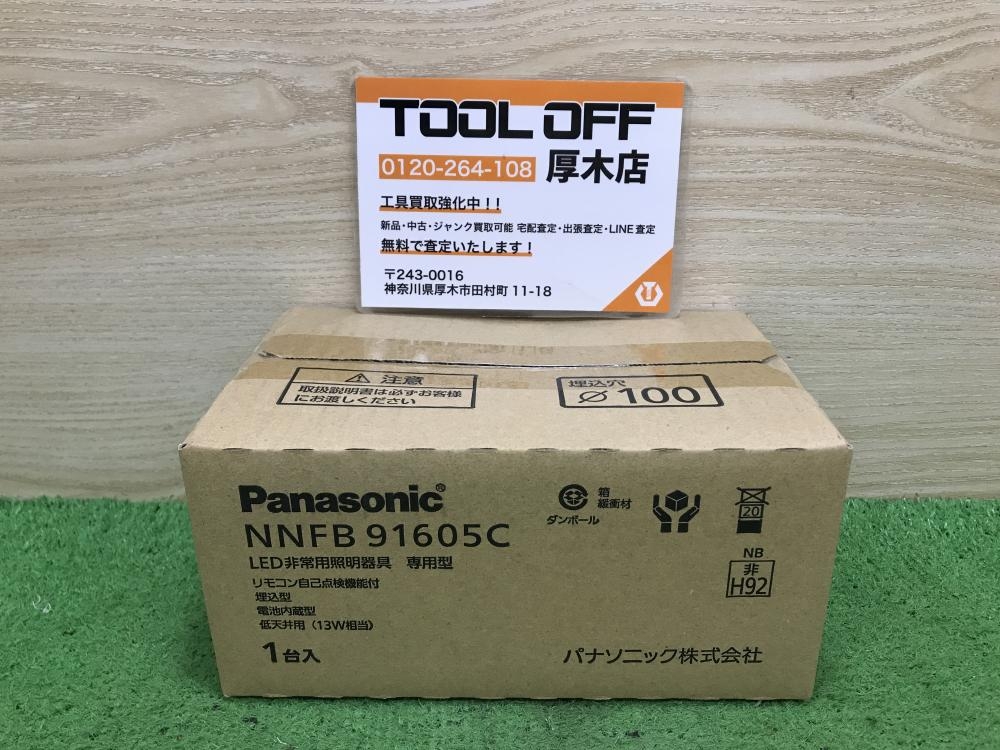 TOOL OFF
0120-264-108 厚木店
工具買取強化中！！
新品・中古・ジャンク買取可能 宅配査定・出張査定・LINE査定
無料で査定いたします！
〒243-0016
神奈川県厚木市田村町 11-18
注意
取扱説明書は必ずお客様
にお渡しください
埋込穴
φ100
Panasonic®
NNFB 91605C
LED非常用照明器具 専用型
リモコン自己点検機能付
埋込型
電池内蔵型
低天井用（13W相当）
1台入
箱
緩衝材
ダンボール
20
NB
非
H92
パナソニック株式会社